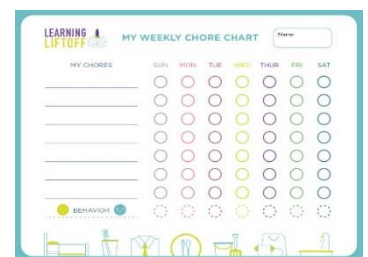 LEARNING
LIFTOFF
MY WEEKLY CHORE CHART
Name
MY CHORES SUN MON TUE WED THUR FRI SAT
BEHAVIOR